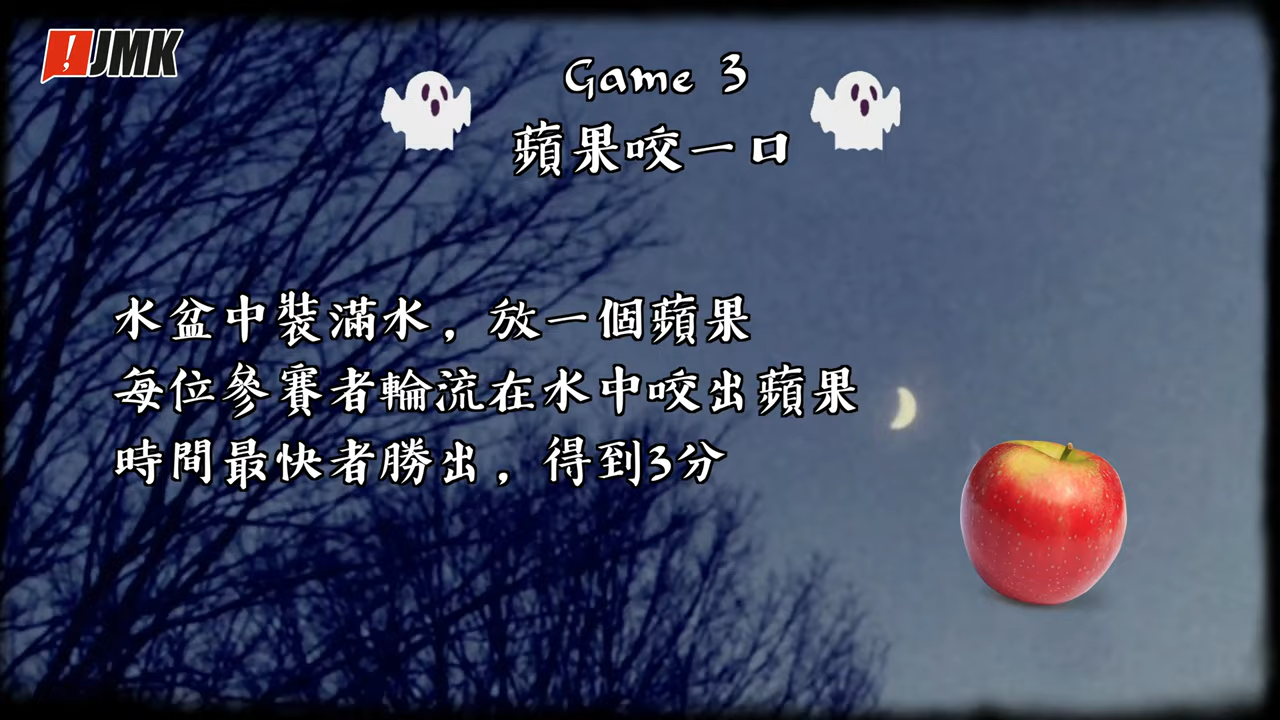 !JMK
Game 3
蘋果咬一口
水盆中裝滿水，放一個蘋果
每位參賽者輪流在水中咬出蘋果
時間最快者勝出，得到3分